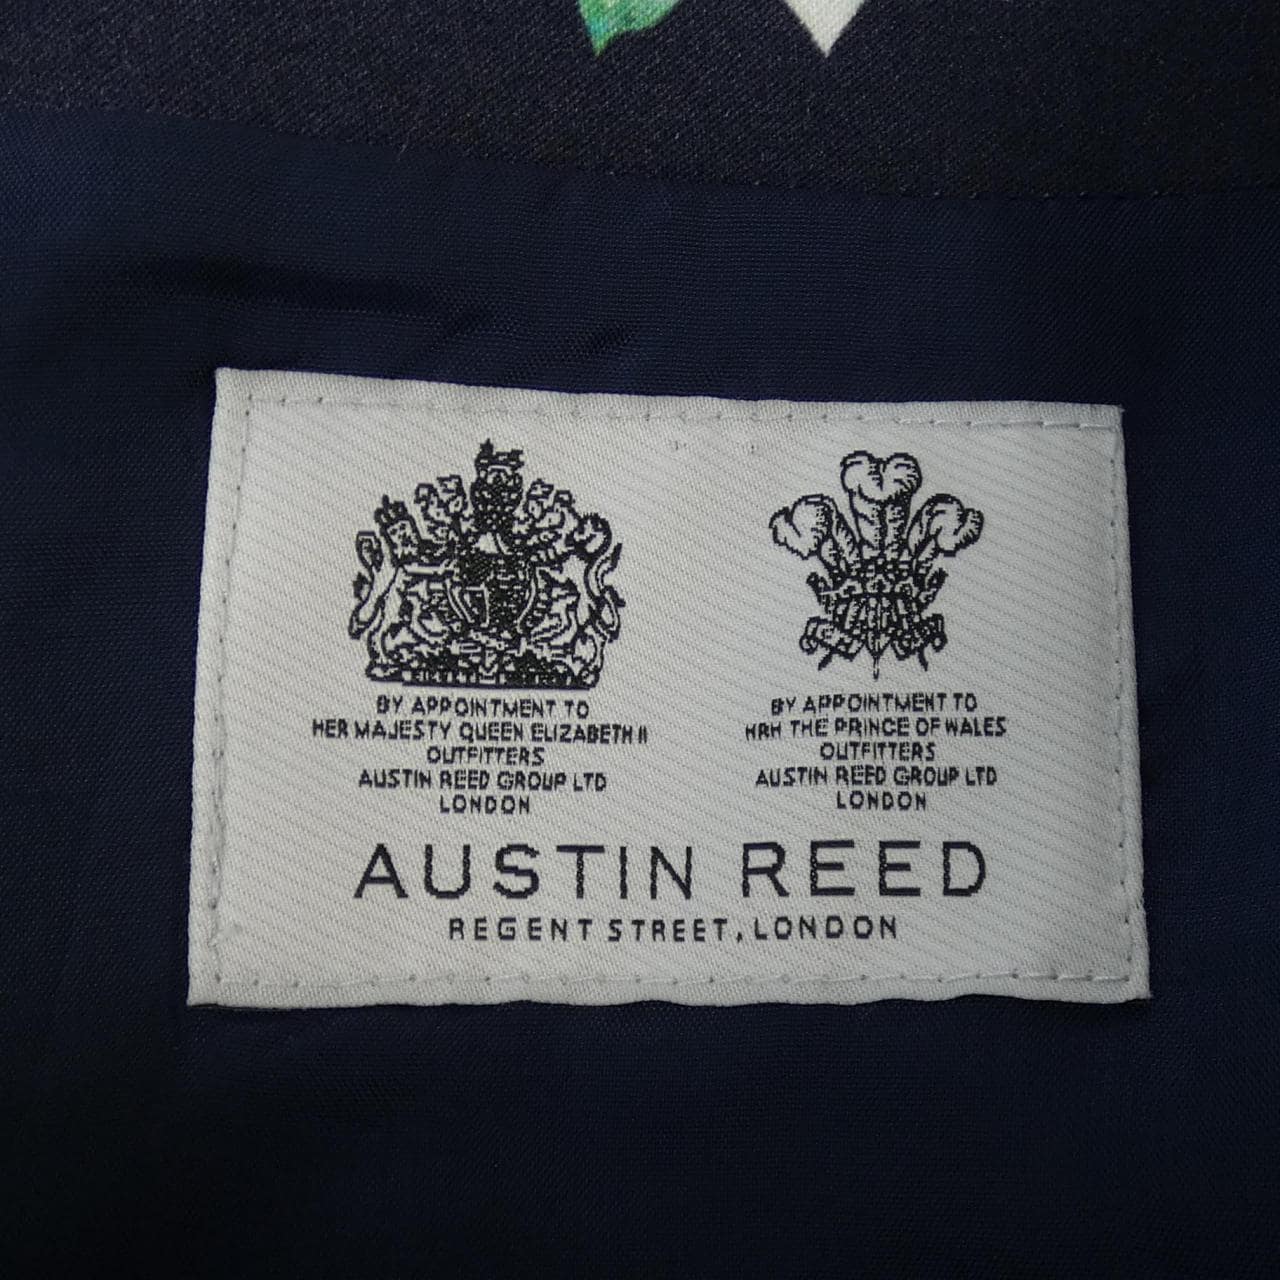 BY APPOINTMENT TO
HER MAJESTY QUEEN ELIZABETH II
OUTFITTERS
AUSTIN REED GROUP LTD
LONDON
BY APPOINTMENT TO
HRH THE PRINCE OF WALES
OUTFITTERS
AUSTIN REED GROUP LTD
LONDON
AUSTIN REED
REGENT STREET, LONDON